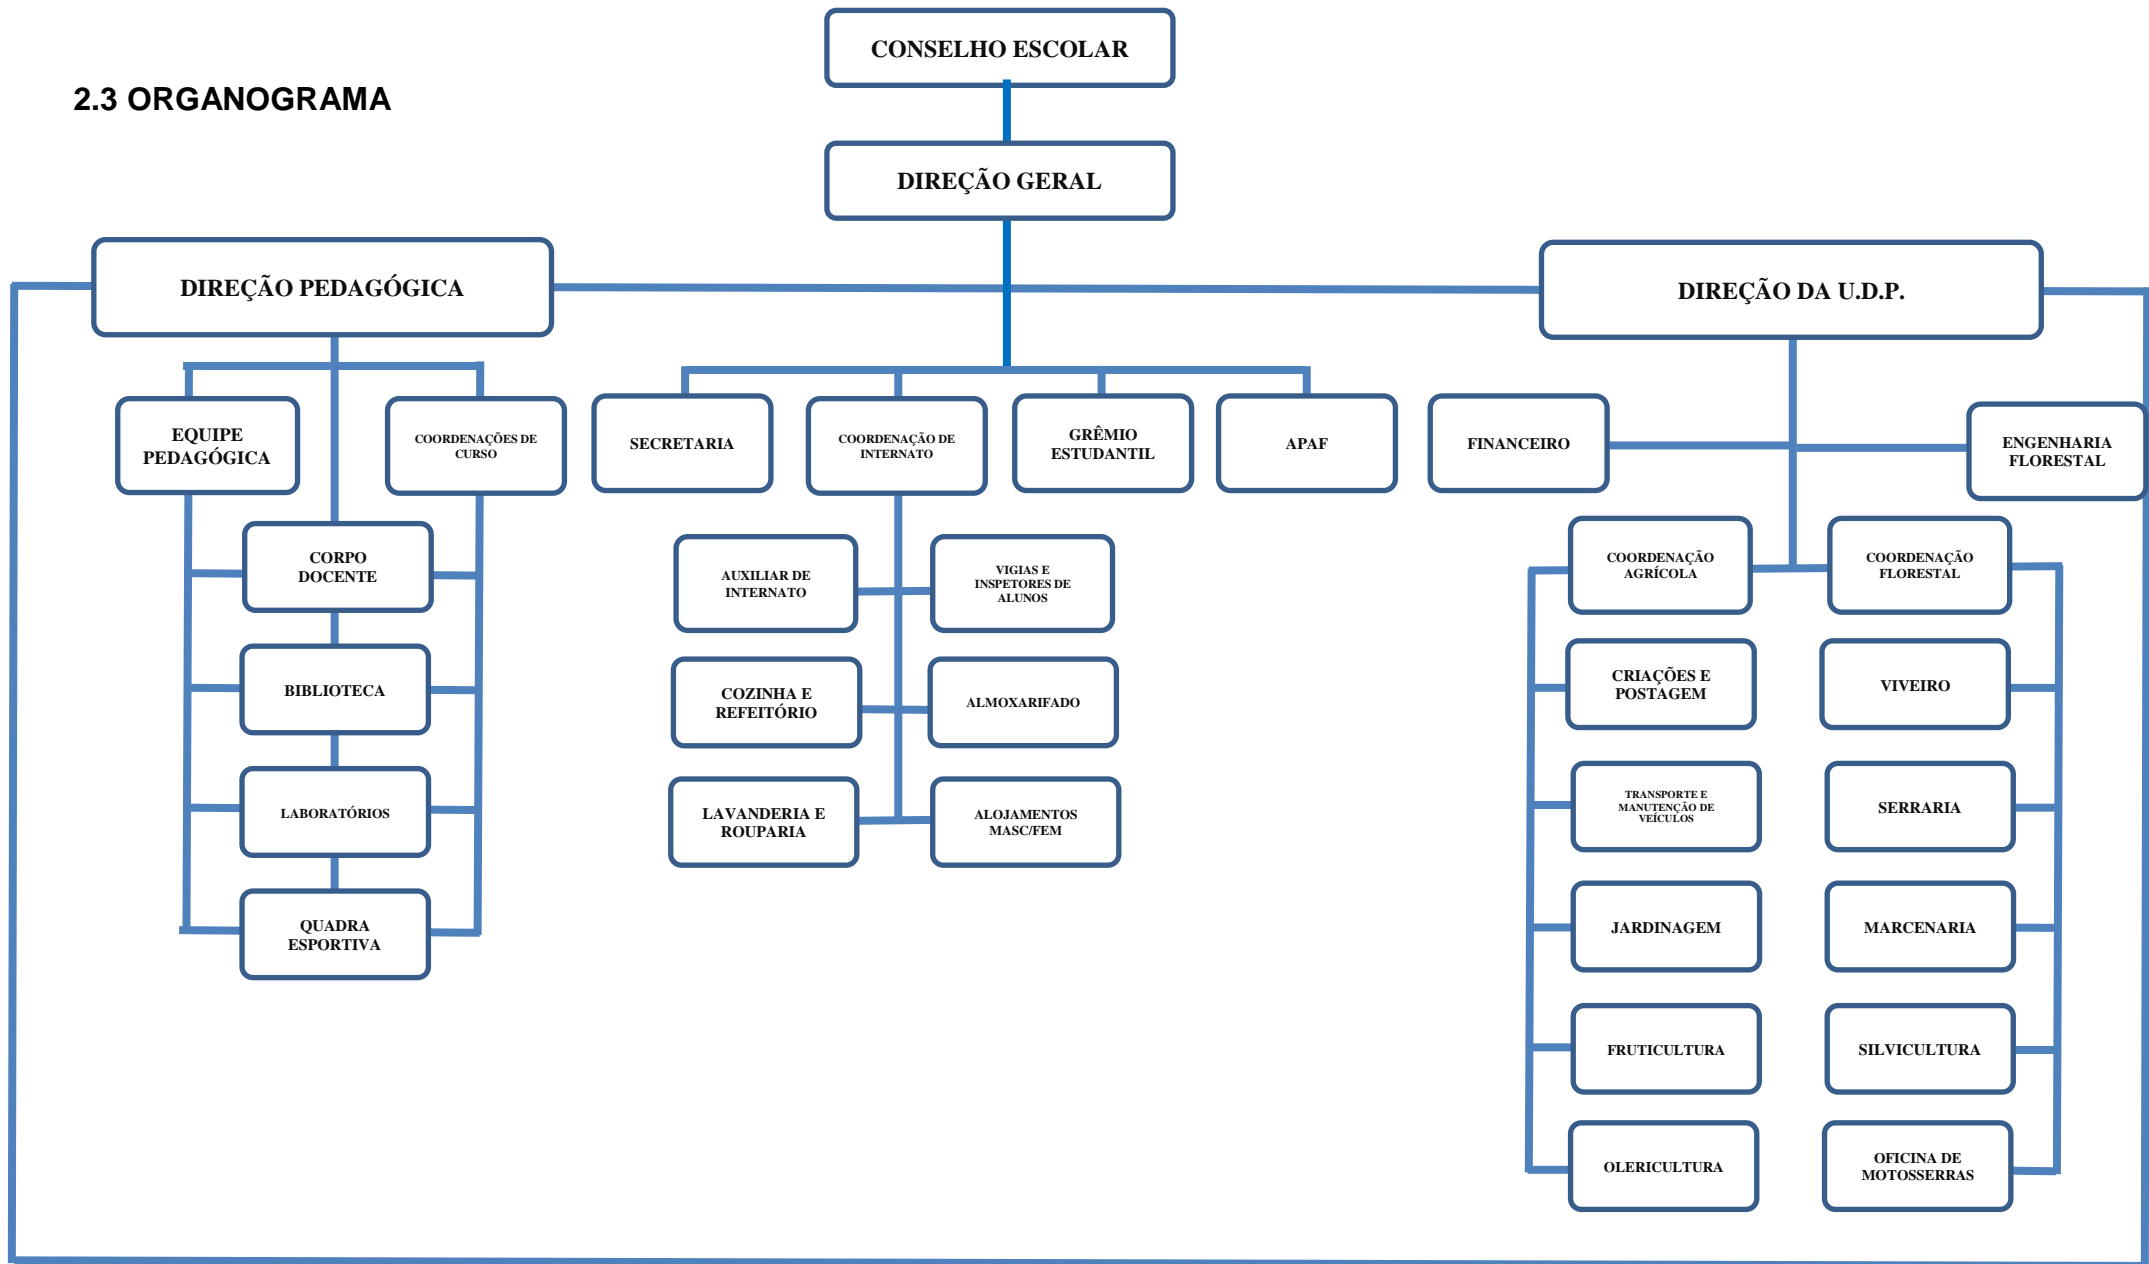 CONSELHO ESCOLAR
2.3 ORGANOGRAMA
DIREÇÃO GERAL
DIREÇÃO PEDAGÓGICA
DIREÇÃO DA U.D.P.
EQUIPE
PEDAGÓGICA
COORDENAÇÕES DE
CURSO
SECRETARIA
COORDENAÇÃO DE
INTERNATO
GRÊMIO
ESTUDANTIL
APAF
FINANCEIRO
ENGENHARIA
FLORESTAL
CORPO
DOCENTE
AUXILIAR DE
INTERNATO
VIGIAS E
INSPETORES DE
ALUNOS
COORDENAÇÃO
AGRÍCOLA
COORDENAÇÃO
FLORESTAL
BIBLIOTECA
COZINHA E
REFEITÓRIO
ALMOXARIFADO
CRIAÇÕES E
POSTAGEM
VIVEIRO
LABORATÓRIOS
LAVANDERIA E
ROUPARIA
ALOJAMENTOS
MASC/FEM
TRANSPORTE E
MANUTENÇÃO DE
VEÍCULOS
SERRARIA
QUADRA
ESPORTIVA
JARDINAGEM
MARCENARIA
FRUTICULTURA
SILVICULTURA
OLERICULTURA
OFICINA DE
MOTOSSERRAS